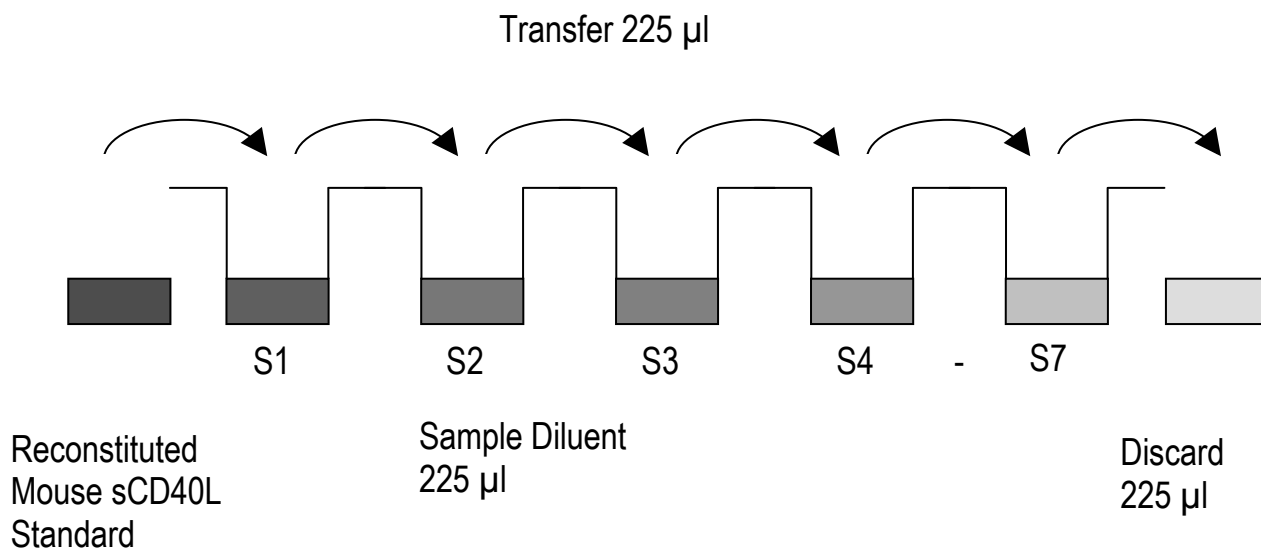 Transfer 225 µl
S1 S2 S3 S4 - S7
Reconstituted
Mouse sCD40L
Standard
Sample Diluent
225 µl
Discard
225 µl